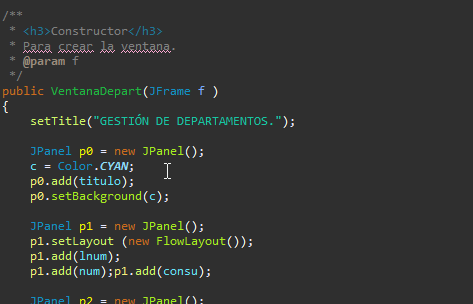 /**
* <h3>Constructor</h3>
* Para crear la ventana.
* @param f
*/
public VentanaDepart(JFrame f )
{
setTitle("GESTIÓN DE DEPARTAMENTOS.");
JPanel p0 = new JPanel();
c = Color.CYAN;
p0.add(titulo);
p0.setBackground(c);
JPanel p1 = new JPanel();
p1.setLayout (new FlowLayout());
p1.add(lnum);
p1.add(num);p1.add(consu);
JPanel p2 = new JPanel();